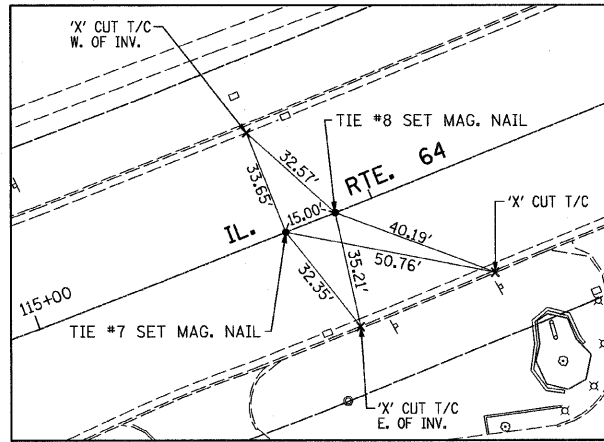 'X' CUT T/C
W. OF INV.
TIE #8 SET MAG. NAIL
32.57'
33.65'
IL. RTE. 64
15.00'
'X' CUT T/C
40.19'
50.76'
35.21'
32.35'
115+00
TIE #7 SET MAG. NAIL
'X' CUT T/C
E. OF INV.